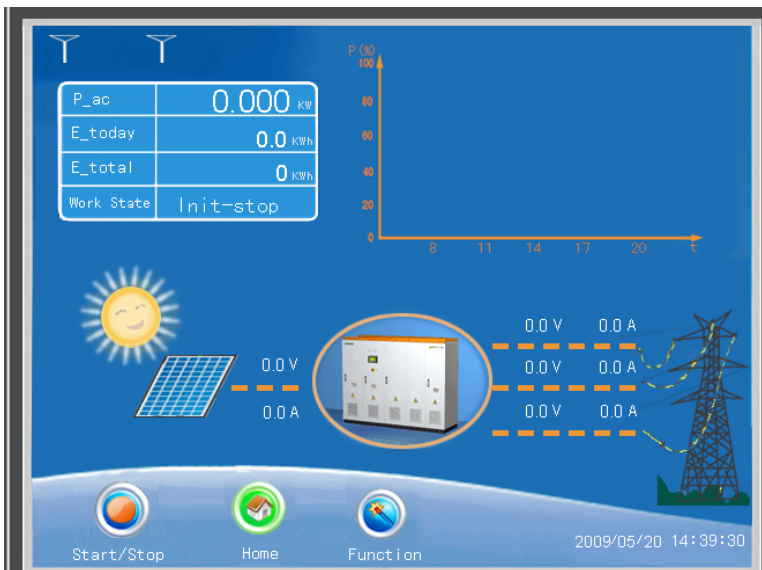 P (%)
100
80
60
40
20
0
8 11 14 17 20 t
P_ac 0.000 KW
E_today 0.0 KWh
E_total 0 KWh
Work State Init-stop
0.0 V
0.0 A
0.0 V 0.0 A
0.0 V 0.0 A
0.0 V 0.0 A
Start/Stop Home Function
2009/05/20 14:39:30